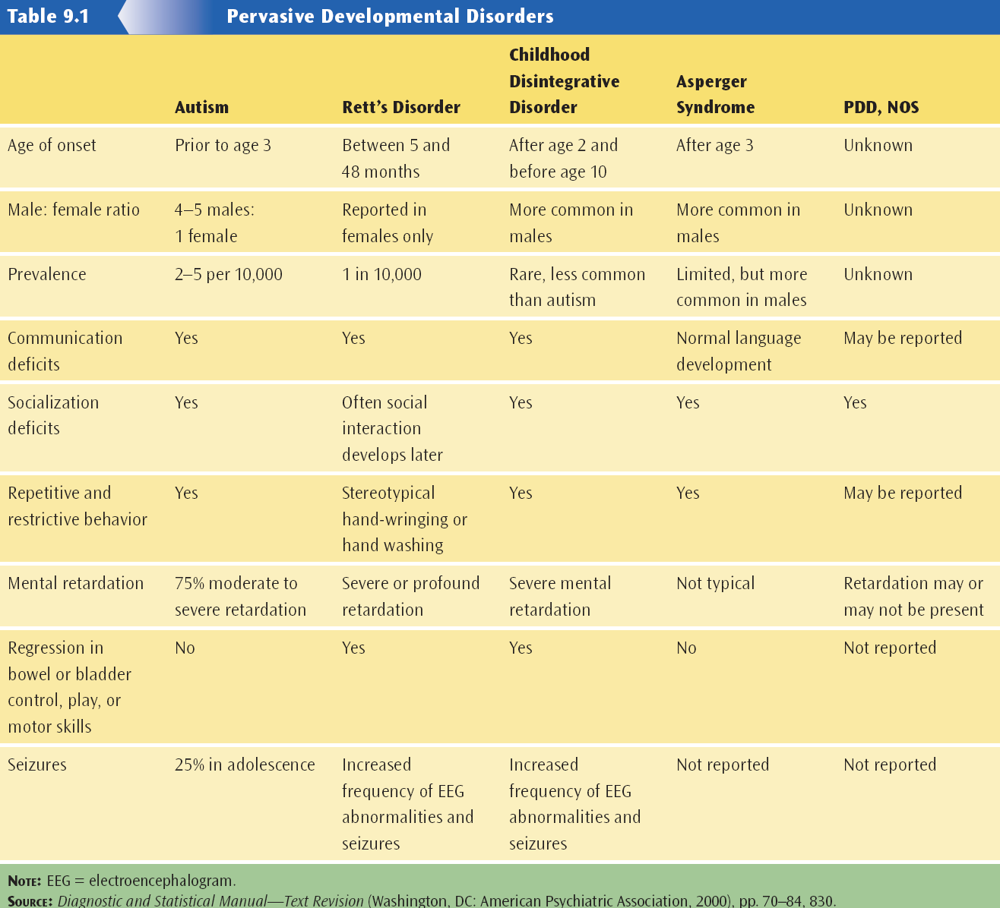 Table 9.1 Pervasive Developmental Disorders
Childhood
Disintegrative Asperger
Autism Rett’s Disorder Disorder Syndrome PDD, NOS
Age of onset Prior to age 3 Between 5 and After age 2 and After age 3 Unknown
48 months before age 10
Male: female ratio 4–5 males: Reported in More common in More common in Unknown
1 female females only males males
Prevalence 2–5 per 10,000 1 in 10,000 Rare, less common Limited, but more Unknown
than autism common in males
Communication Yes Yes Yes Normal language May be reported
deficits development
Socialization Yes Often social Yes Yes Yes
deficits interaction
develops later
Repetitive and Yes Stereotypical Yes Yes May be reported
restrictive behavior hand-wringing or
hand washing
Mental retardation 75% moderate to Severe or profound Severe mental Not typical Retardation may or
severe retardation retardation retardation may not be present
Regression in No Yes Yes No Not reported
bowel or bladder
control, play, or
motor skills
Seizures 25% in adolescence Increased Increased Not reported Not reported
frequency of EEG frequency of EEG
abnormalities and abnormalities and
seizures seizures
NOTE: EEG = electroencephalogram.
SOURCE: Diagnostic and Statistical Manual—Text Revision (Washington, DC: American Psychiatric Association, 2000), pp. 70–84, 830.